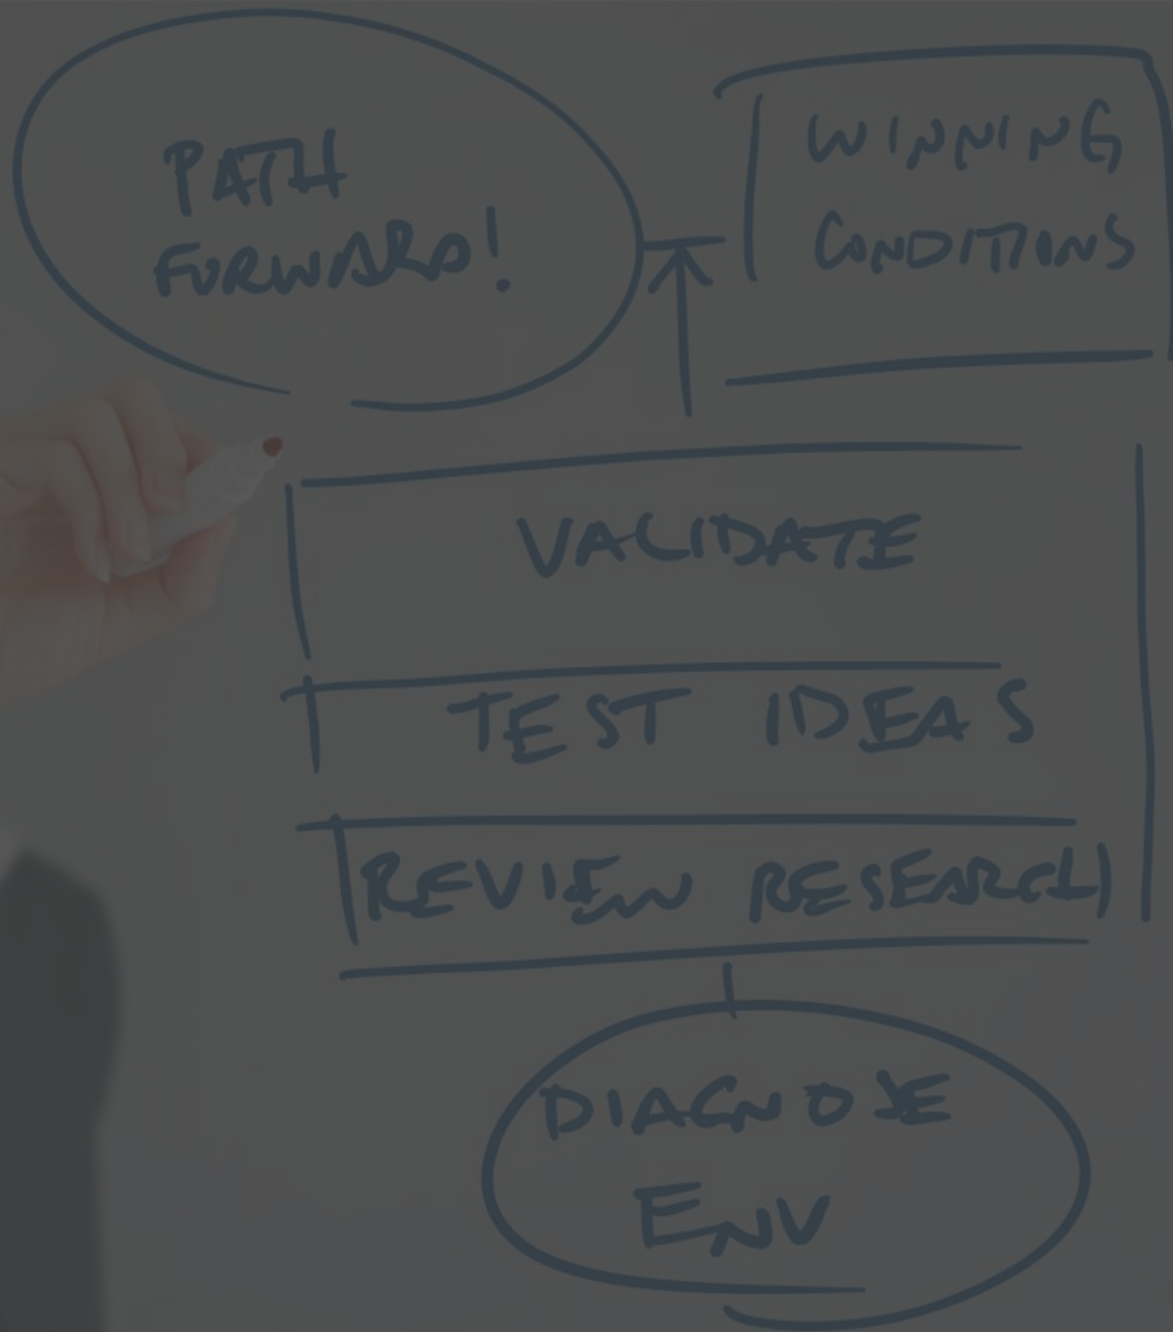 PATH
FORWARD!
WINNING
CONDITIONS
VALIDATE
TEST IDEAS
REVIEW RESEARCH
DIAGNOSE
ENV